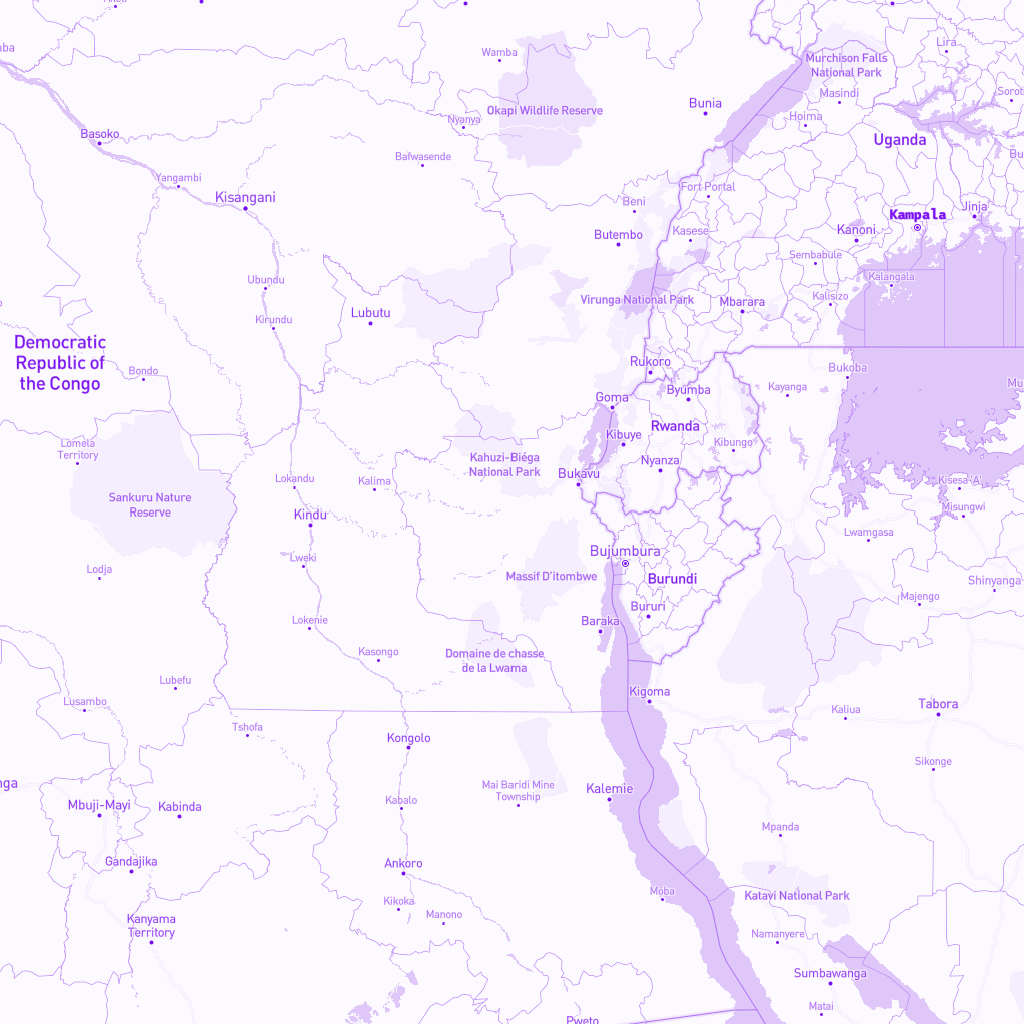 Wamba
Murchison Falls
National Park
Lira
Masindi
Soroti
Okapi Wildlife Reserve
Bunia
Nyanya
Hoima
Basoko
Uganda
Bafwasende
Yangambi
Fort Portal
Kisangani
Beni
Kampala
Jinja
Butembo
Kasese
Kanoni
Sembabule
Ubundu
Kalangala
Virunga National Park
Mbarara
Kalisizo
Lubutu
Kirundu
Democratic
Republic of
the Congo
Rukoro
Bukoba
Bondo
Byumba
Kayanga
Goma
Rwanda
Kibuye
Kibungo
Lomela
Territory
Kahuzi-Biéga
National Park
Nyanza
Bukavu
Lokandu
Kalima
Kisesa-A'
Sankuru Nature
Reserve
Misungwi
Kindu
Lwamgasa
Bujumbura
Lweki
Lodja
Massif D'itombwe
Burundi
Shinyanga
Majengo
Bururi
Lokenie
Baraka
Kasongo
Domaine de chasse
de la Lwama
Lubefu
Kigoma
Lusambo
Kaliua
Tabora
Tshofa
Kongolo
Sikonge
Mai Baridi Mine
Township
Kalemie
Mbuji-Mayi
Kabinda
Kabalo
Mpanda
Gandajika
Ankoro
Moba
Katavi National Park
Kikoka
Manono
Kanyama
Territory
Namanyere
Sumbawanga
Matai
Pweto